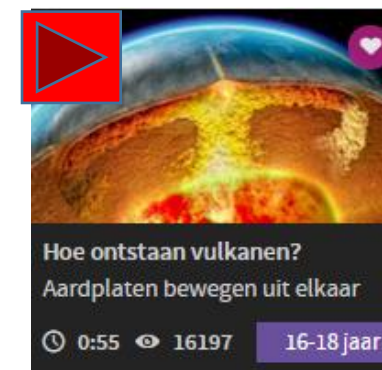 Hoe ontstaan vulkanen?
Aardplaten bewegen uit elkaar
0:55 16197 16-18 jaar